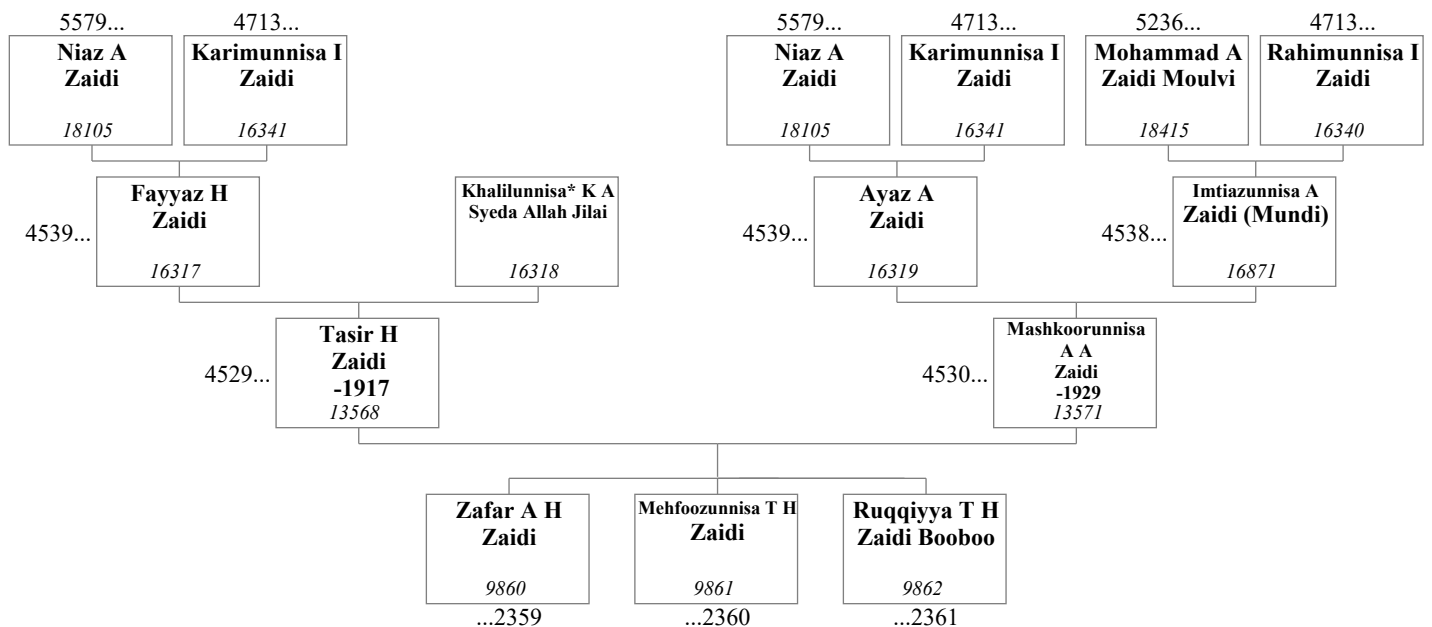 5579...
4713...
5579...
4713...
5236...
4713...
Niaz A
Zaidi
18105
Karimunnisa I
Zaidi
16341
Niaz A
Zaidi
18105
Karimunnisa I
Zaidi
16341
Mohammad A
Zaidi Moulvi
18415
Rahimunnisa I
Zaidi
16340
4539...
Fayyaz H
Zaidi
16317
Khalilunnisa* K A
Syeda Allah Jilai
16318
4539...
Ayaz A
Zaidi
16319
4538...
Imtiazunnisa A
Zaidi (Mundi)
16871
4529...
Tasir H
Zaidi
-1917
13568
4530...
Mashkoorunnisa
A A
Zaidi
-1929
13571
Zafar A H
Zaidi
9860
Mehfoozunnisa T H
Zaidi
9861
Ruqqiyya T H
Zaidi Booboo
9862
...2359
...2360
...2361